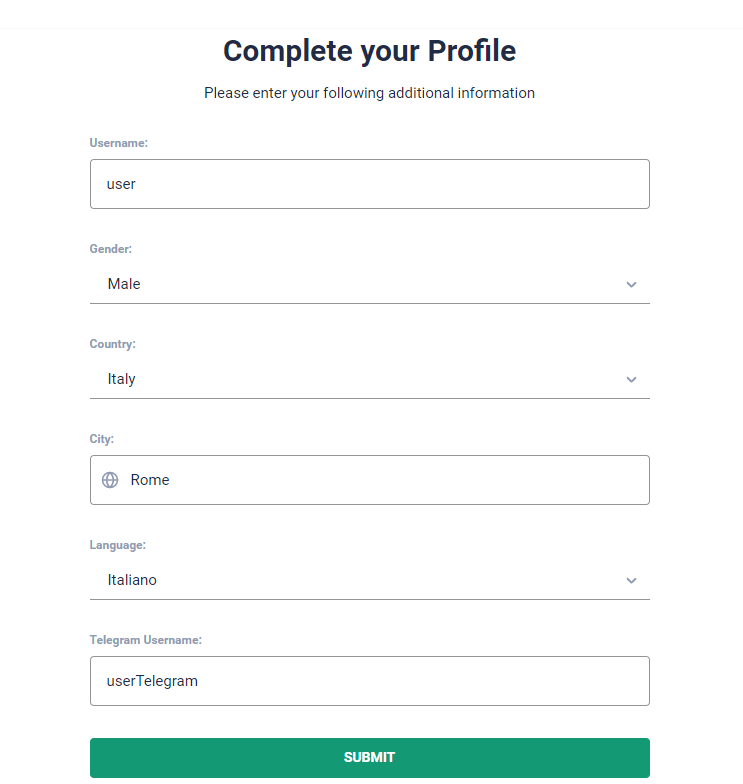 Complete your Profile
Please enter your following additional information
Username:
user
Gender:
Male
Country:
Italy
City:
Rome
Language:
Italiano
Telegram Username:
userTelegram
SUBMIT